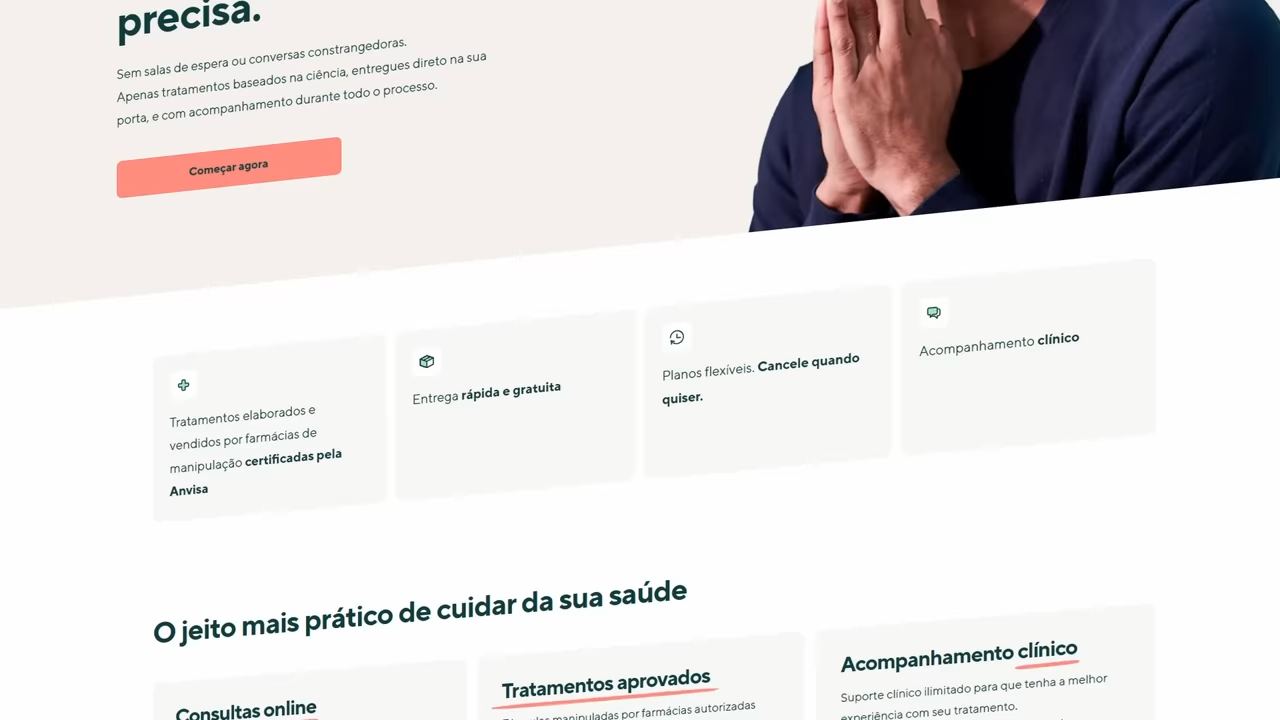 precisa.
Sem salas de espera ou conversas constrangedoras.
Apenas tratamentos baseados na ciência, entregues direto na sua
porta, e com acompanhamento durante todo o processo.
Começar agora
Tratamentos elaborados e
vendidos por farmácias de
manipulação certificadas pela
Anvisa
Entrega rápida e gratuita
Planos flexíveis. Cancele quando
quiser.
Acompanhamento clínico
O jeito mais prático de cuidar da sua saúde
Consultas online
Tratamentos aprovados
manipuladas por farmácias autorizadas
Acompanhamento clínico
Suporte clínico ilimitado para que tenha a melhor
experiência com seu tratamento.